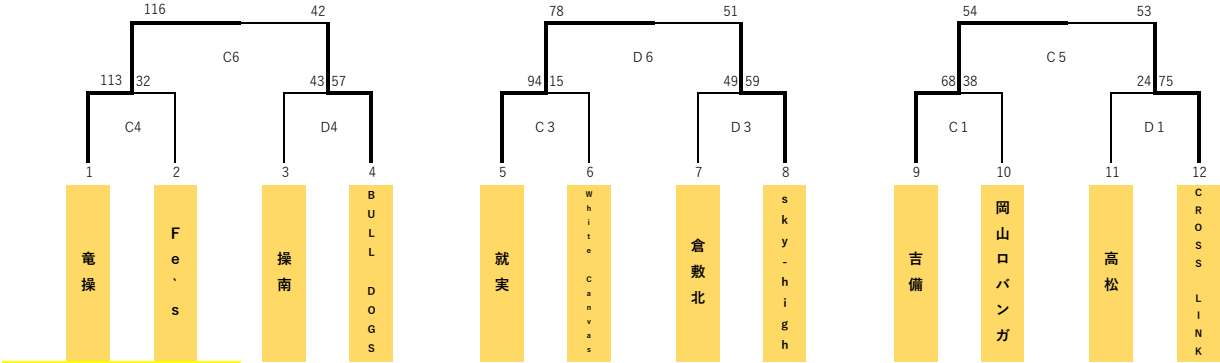 116 42 78 51 54 53
C6 D6 C5
113 32 43 57 94 15 49 59 68 38 24 75
C4 D4 C3 D3 C1 D1
1 2 3 4 5 6 7 8 9 10 11 12
竜操
Fe`s
操南
BULL DOGS
就実
White Canvas
倉敷北
sky-high
吉備
岡山ロバンガ
高松
CROSS LINK